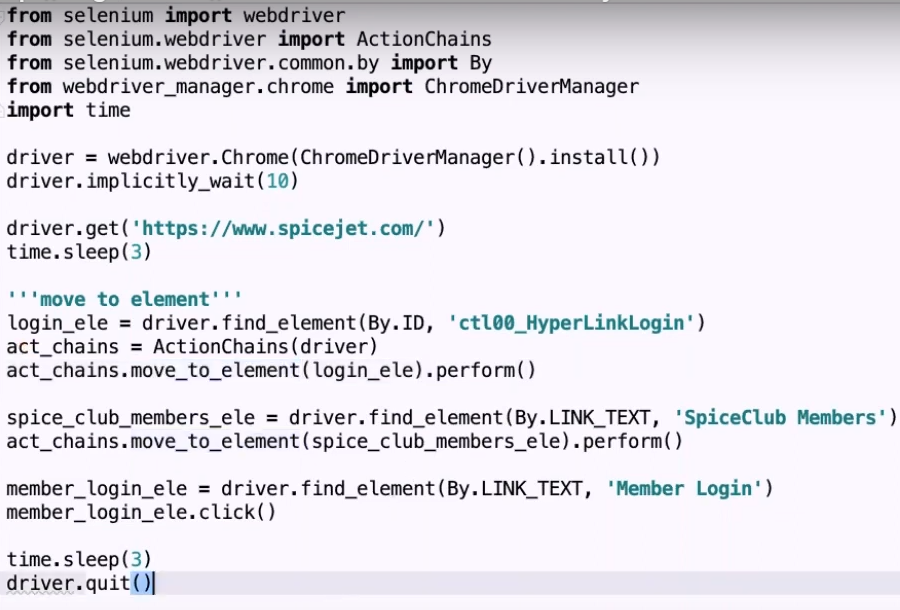 from selenium import webdriver
from selenium.webdriver import ActionChains
from selenium.webdriver.common.by import By
from webdriver_manager.chrome import ChromeDriverManager
import time
driver = webdriver.Chrome(ChromeDriverManager().install())
driver.implicitly_wait(10)
driver.get('https://www.spicejet.com/')
time.sleep(3)
'''move to element'''
login_ele = driver.find_element(By.ID, 'ctl00_HyperLinkLogin')
act_chains = ActionChains(driver)
act_chains.move_to_element(login_ele).perform()
spice_club_members_ele = driver.find_element(By.LINK_TEXT, 'SpiceClub Members')
act_chains.move_to_element(spice_club_members_ele).perform()
member_login_ele = driver.find_element(By.LINK_TEXT, 'Member Login')
member_login_ele.click()
time.sleep(3)
driver.quit()